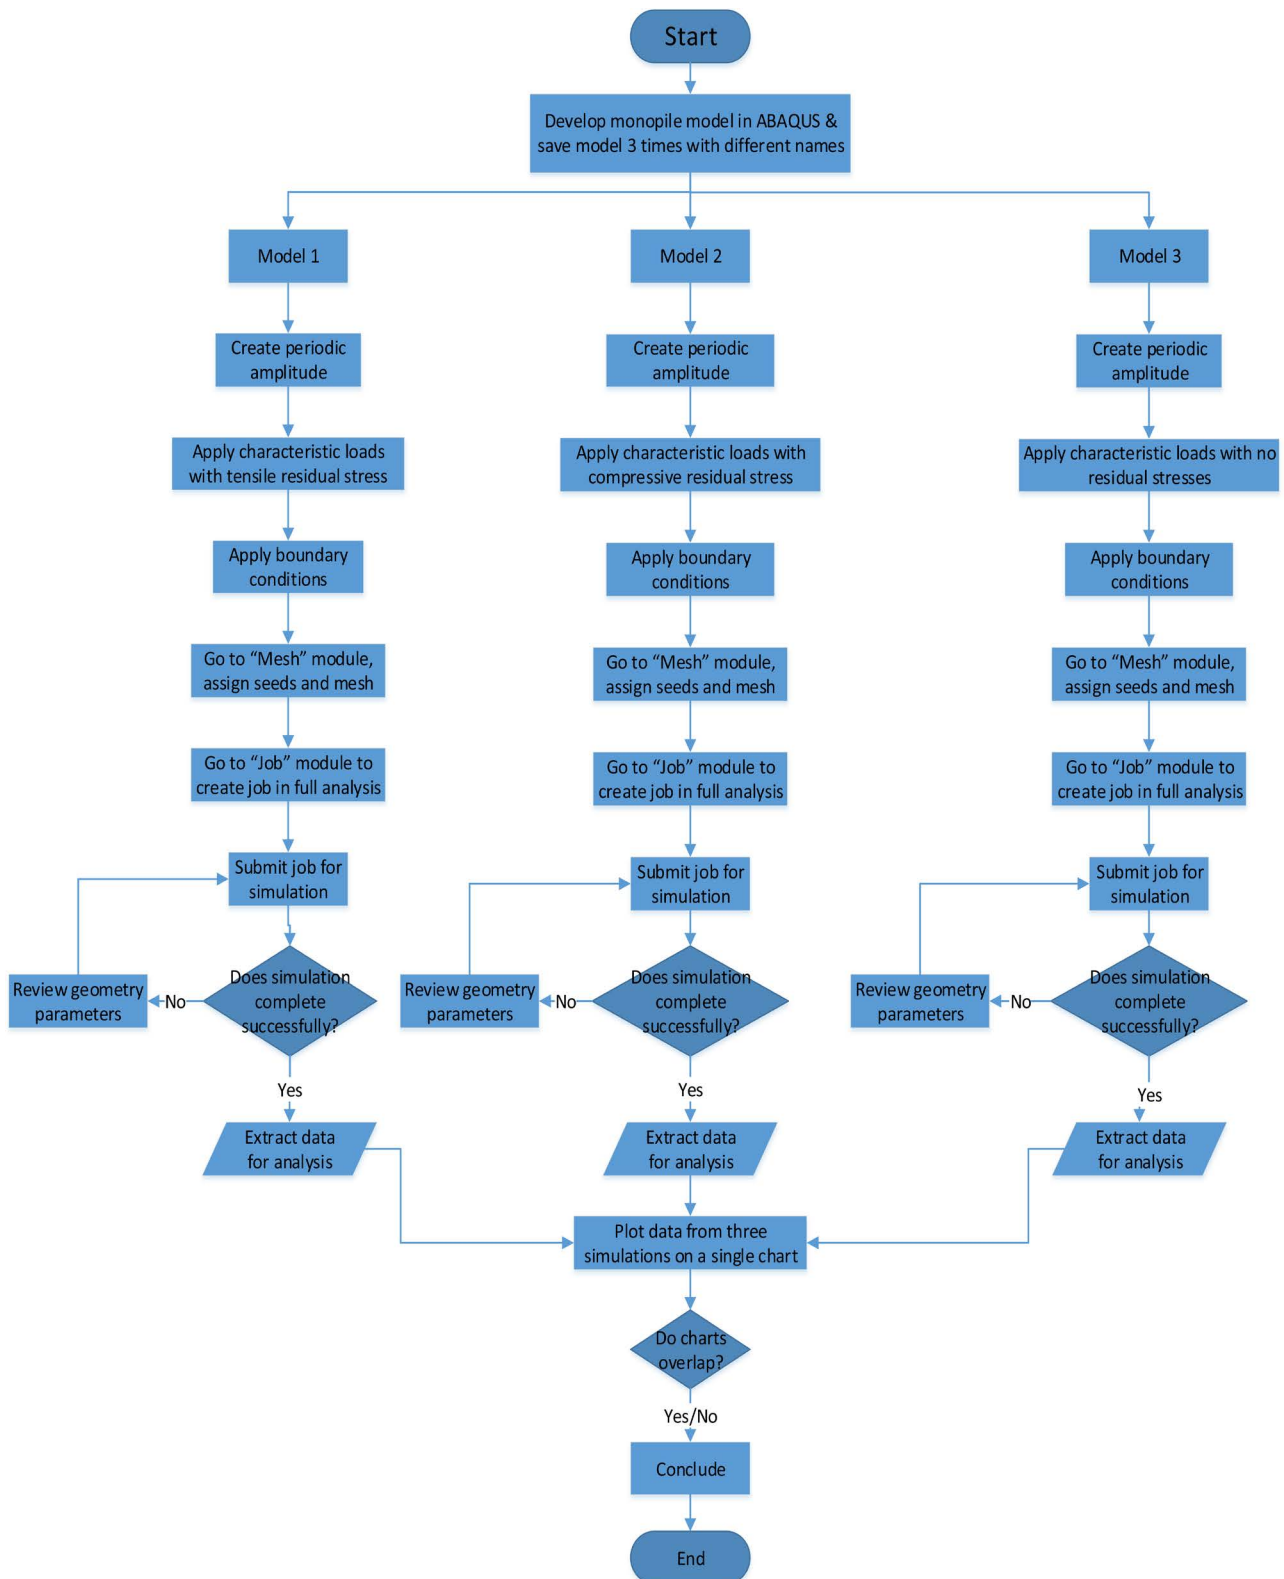 Start
Develop monopile model in ABAQUS &
save model 3 times with different names
Model 1
Model 2
Model 3
Create periodic
amplitude
Create periodic
amplitude
Create periodic
amplitude
Apply characteristic loads
with tensile residual stress
Apply characteristic loads with
compressive residual stress
Apply characteristic loads with no
residual stresses
Apply boundary
conditions
Apply boundary
conditions
Apply boundary
conditions
Go to “Mesh” module,
assign seeds and mesh
Go to “Mesh” module,
assign seeds and mesh
Go to “Mesh” module,
assign seeds and mesh
Go to “Job” module to
create job in full analysis
Go to “Job” module to
create job in full analysis
Go to “Job” module to
create job in full analysis
Submit job for
simulation
Submit job for
simulation
Submit job for
simulation
Review geometry
parameters
No
Does simulation
complete
successfully?
Review geometry
parameters
No
Does simulation
complete
successfully?
Review geometry
parameters
No
Does simulation
complete
successfully?
Yes
Yes
Yes
Extract data
for analysis
Extract data
for analysis
Extract data
for analysis
Plot data from three
simulations on a single chart
Do charts
overlap?
Yes/No
Conclude
End